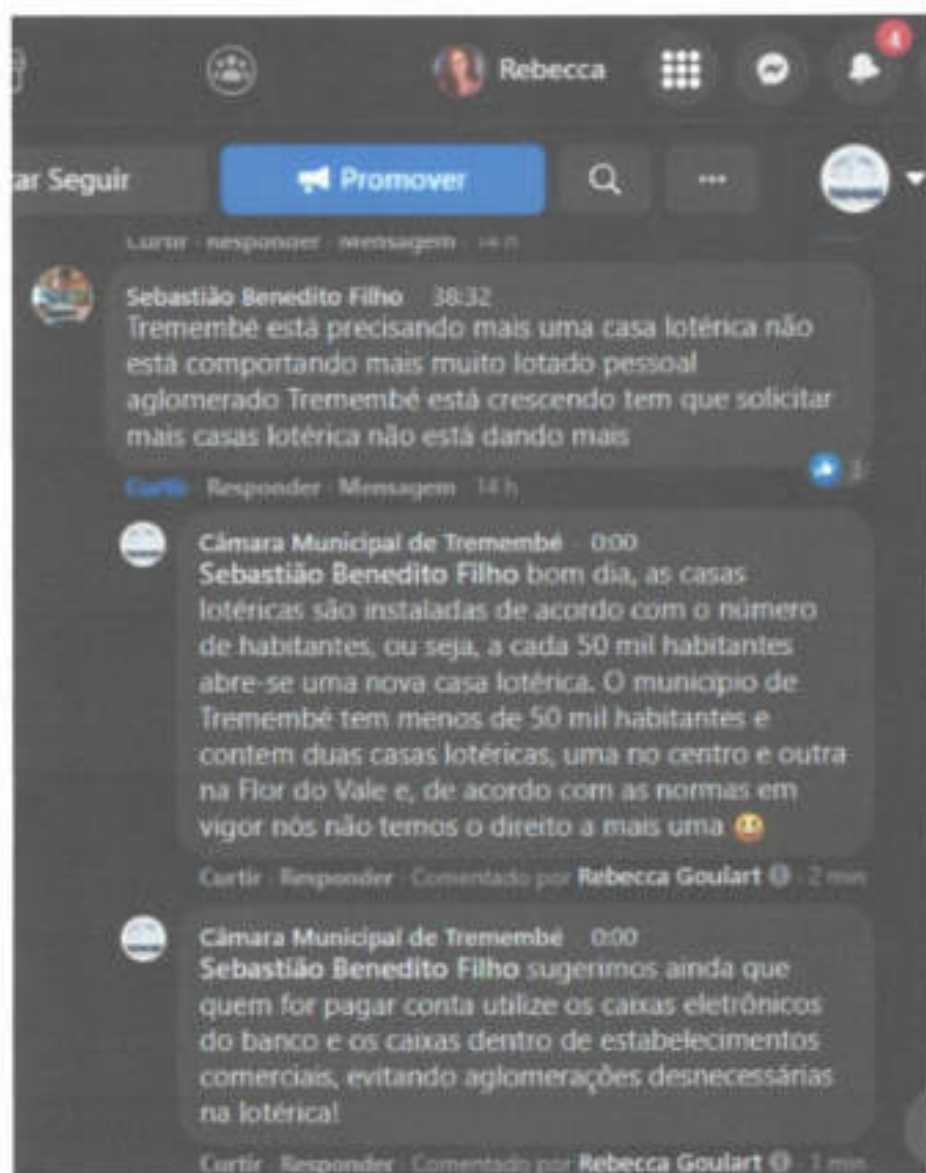 4
Rebecca
ar Seguir
Promover
Curtir Responder Mensagem 14 h
Sebastião Benedito Filho 38:32
Tremembé está precisando mais uma casa lotérica não
está comportando mais muito lotado pessoal
aglomerado Tremembé está crescendo tem que solicitar
mais casas lotérica não está dando mais
Curtir Responder Mensagem 14 h
Câmara Municipal de Tremembé 0:00
Sebastião Benedito Filho bom dia, as casas
lotéricas são instaladas de acordo com o número
de habitantes, ou seja, a cada 50 mil habitantes
abre-se uma nova casa lotérica. O município de
Tremembé tem menos de 50 mil habitantes e
contem duas casas lotéricas, uma no centro e outra
na Flor do Vale e, de acordo com as normas em
vigor nós não temos o direito a mais uma
Curtir Responder Comentado por Rebecca Goulart 2 min
Câmara Municipal de Tremembé 0:00
Sebastião Benedito Filho sugerimos ainda que
quem for pagar conta utilize os caixas eletrônicos
do banco e os caixas dentro de estabelecimentos
comerciais, evitando aglomerações desnecessárias
na lotérica!
Curtir Responder Comentado por Rebecca Goulart min